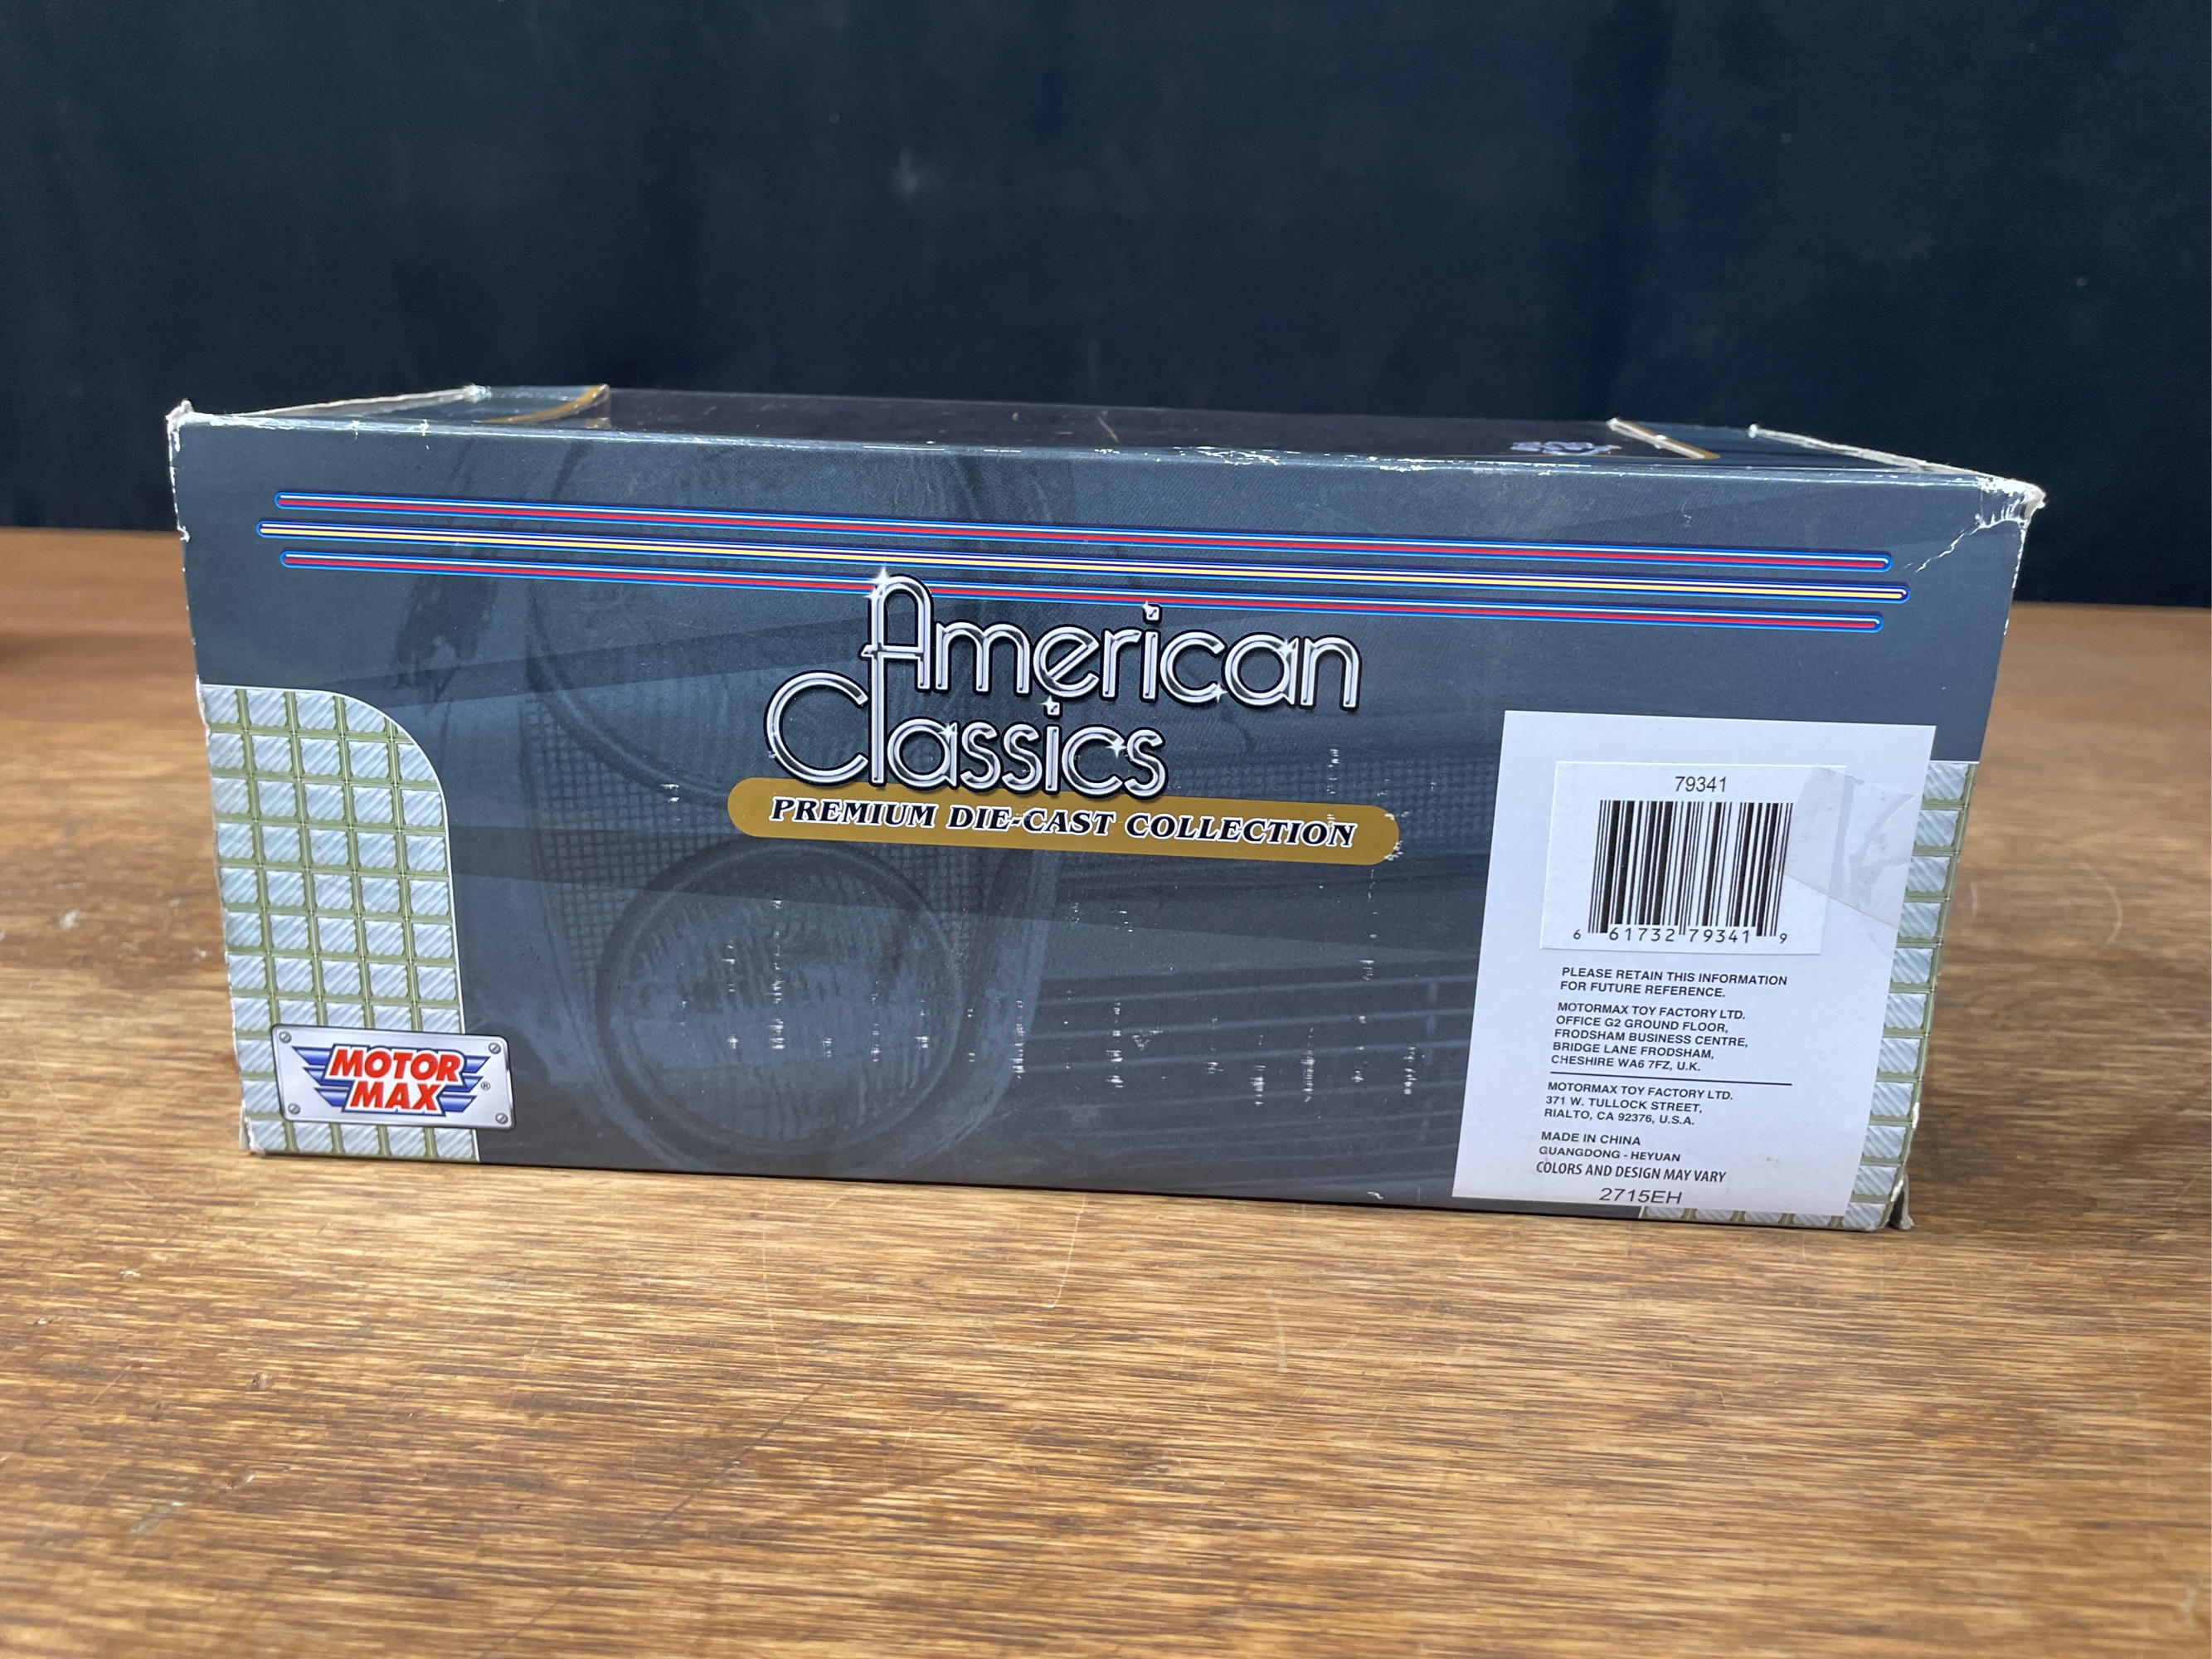 American
Classics
PREMIUM DIE-CAST COLLECTION
MOTOR
MAX®
79341
6 61732 79341 9
PLEASE RETAIN THIS INFORMATION
FOR FUTURE REFERENCE.
MOTORMAX TOY FACTORY LTD.
OFFICE G2 GROUND FLOOR,
FRODSHAM BUSINESS CENTRE,
BRIDGE LANE FRODSHAM,
CHESHIRE WA6 7FZ, U.K.
MOTORMAX TOY FACTORY LTD.
371 W. TULLOCK STREET,
RIALTO, CA 92376, U.S.A.
MADE IN CHINA
GUANGDONG - HEYUAN
COLORS AND DESIGN MAY VARY
2715EH